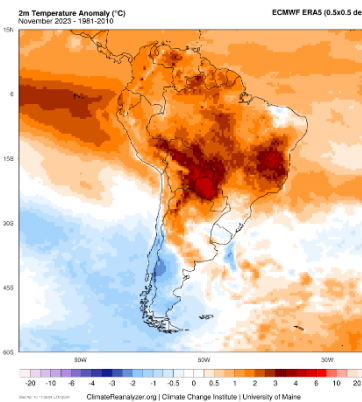 2m Temperature Anomaly (°C)
November 2023 - 1981-2010
ECMWF ERA5 (0.5x0.5 de
15N
15S
30S
45S
60S
90W
60W
30W
-20 -10 -6 -4 -3 -2 -1 -0.5 0 0.5 1 2 3 4 6 10 20
ClimateReanalyzer.org | Climate Change Institute | University of Maine